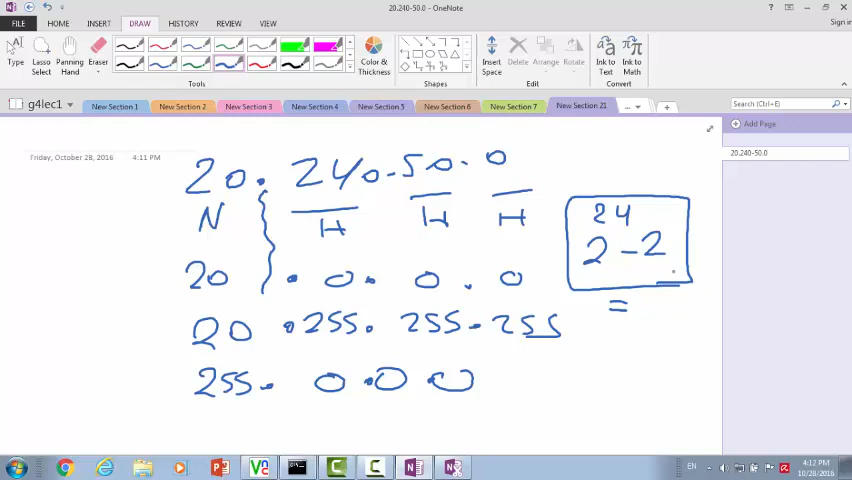 20.240-50.0 - OneNote
Sign in
FILE HOME INSERT DRAW HISTORY REVIEW VIEW
Type Lasso Select Panning Hand Eraser Color & Thickness Insert Space Delete Arrange Rotate Ink to Text Ink to Math
Tools Shapes Edit Convert
g4lec1 New Section 1 New Section 2 New Section 3 New Section 4 New Section 5 New Section 6 New Section 7 New Section 21 ... + Search (Ctrl+E)
Add Page
20.240-50.0
Friday, October 28, 2016 4:11 PM
20. 240.50.0
N H H H
24
2 - 2
=
20 .0.0.0
20 .255.255.255
255.0.0.0
EN 4:12 PM
10/28/2016